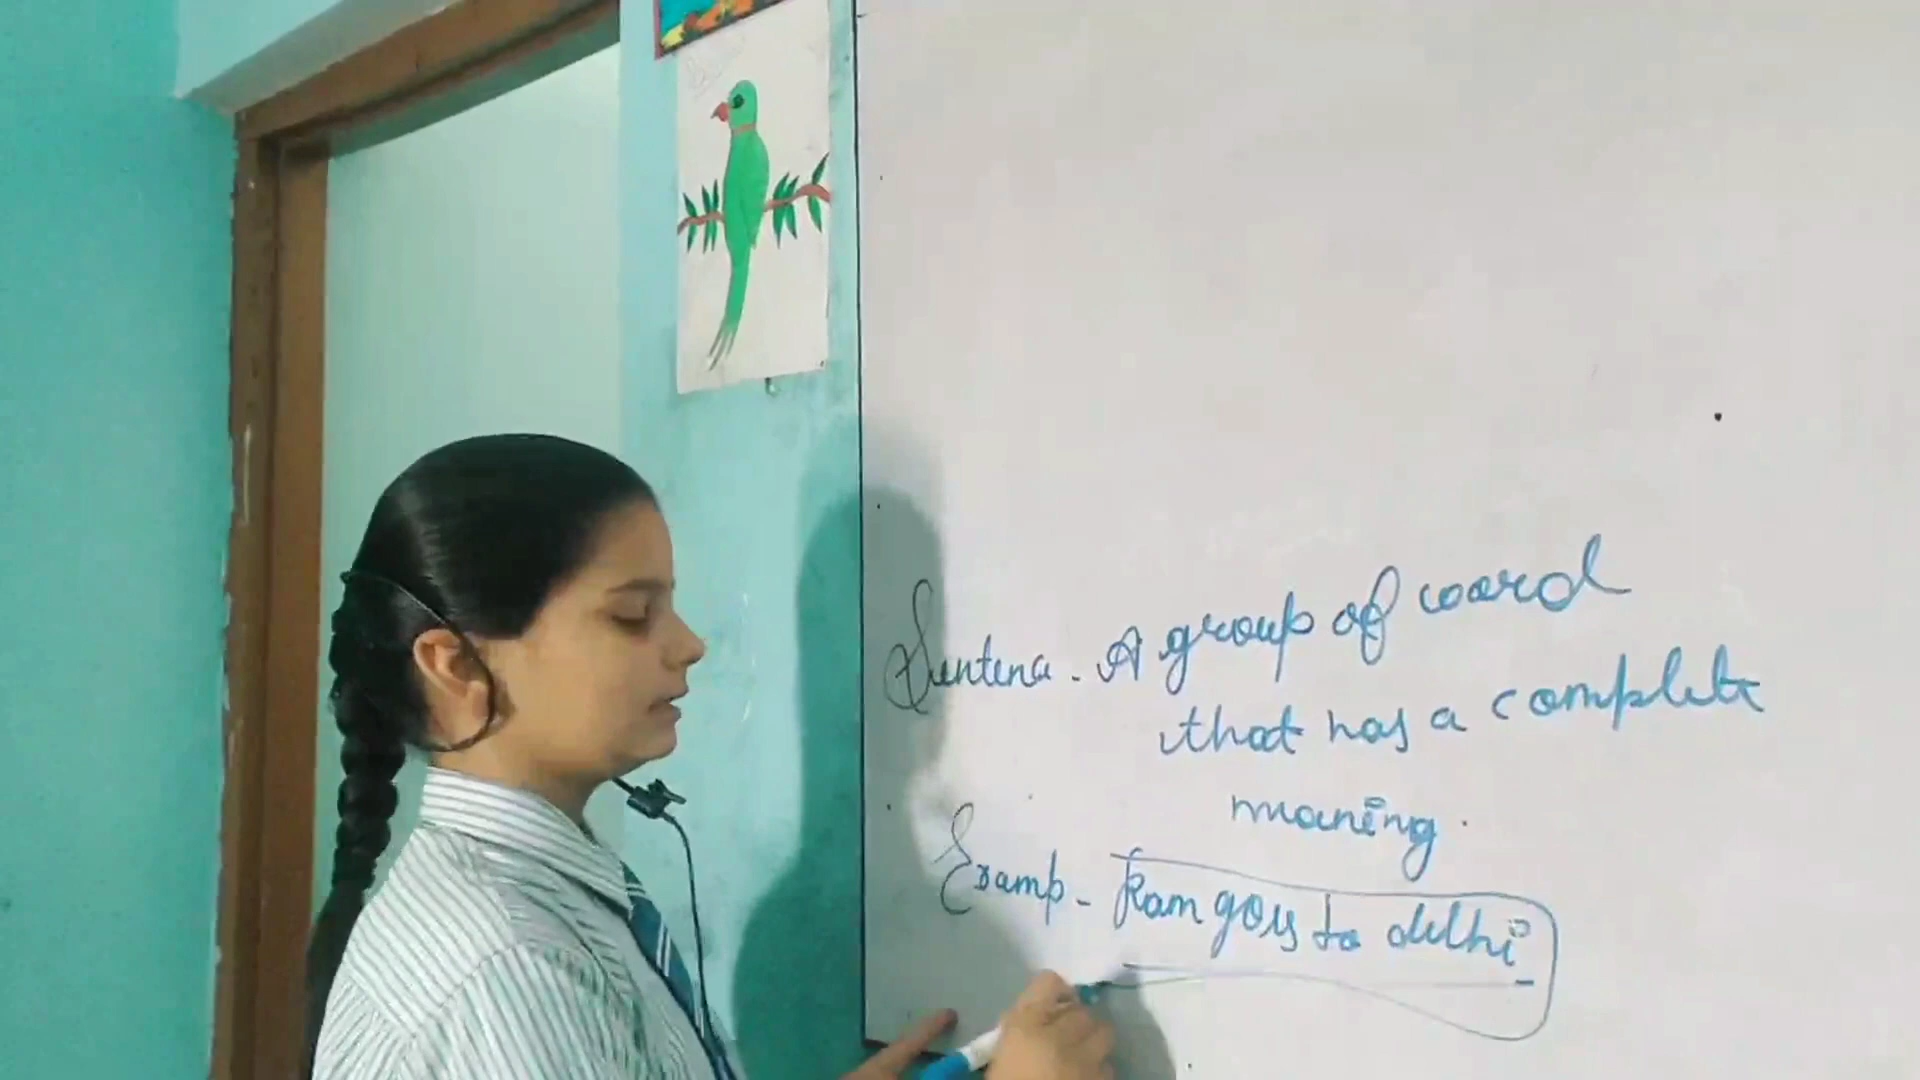 Sentence - A group of word
that has a complete
meaning.
Examp - Ram goes to delhi